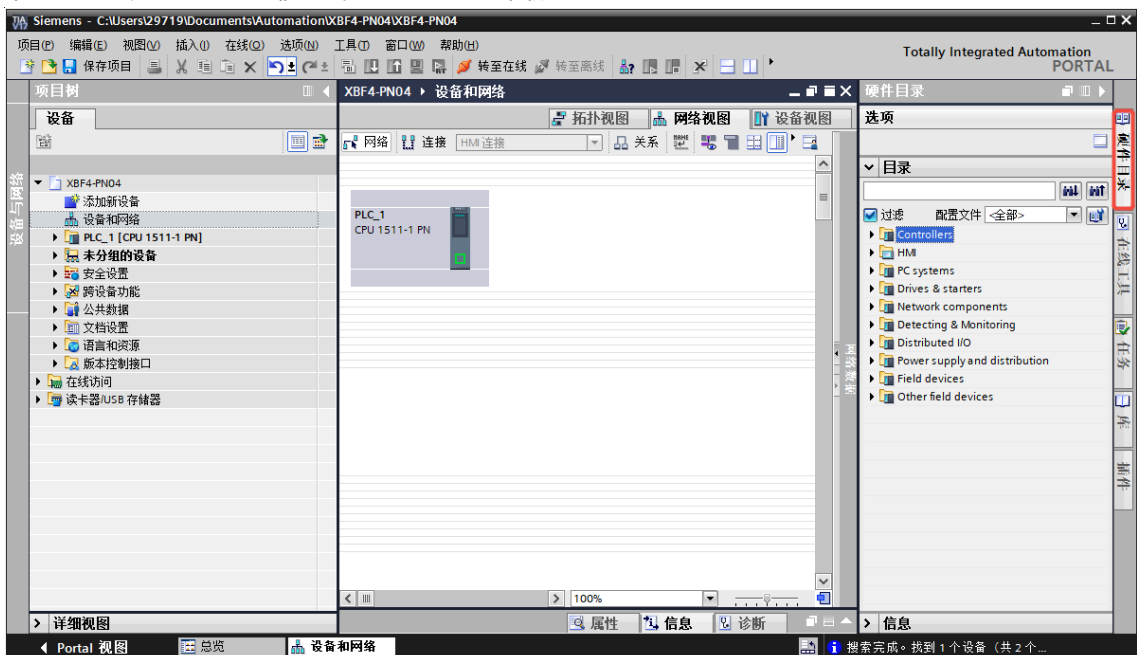 Siemens - C:\Users\29719\Documents\Automation\XBF4-PN04\XBF4-PN04
项目(P) 编辑(E) 视图(V) 插入(I) 在线(O) 选项(N) 工具(T) 窗口(W) 帮助(H)
Totally Integrated Automation
PORTAL
保存项目 转至在线 转至离线
项目树
XBF4-PN04 ▸ 设备和网络
硬件目录
设备
拓扑视图 网络视图 设备视图
选项
网络 连接 HMI 连接 关系
目录
XBF4-PN04
添加新设备
设备和网络
PLC_1 [CPU 1511-1 PN]
未分组的设备
安全设置
跨设备功能
公共数据
文档设置
语言和资源
版本控制接口
在线访问
读卡器/USB 存储器
PLC_1
CPU 1511-1 PN
过滤 配置文件 <全部>
Controllers
HMI
PC systems
Drives & starters
Network components
Detecting & Monitoring
Distributed I/O
Power supply and distribution
Field devices
Other field devices
设备与网络
网络数据
硬件目录
在线工具
任务
库
插件
100%
详细视图
属性 信息 诊断
信息
Portal 视图 总览 设备和网络
搜索完成。找到 1 个设备（共 2 个...